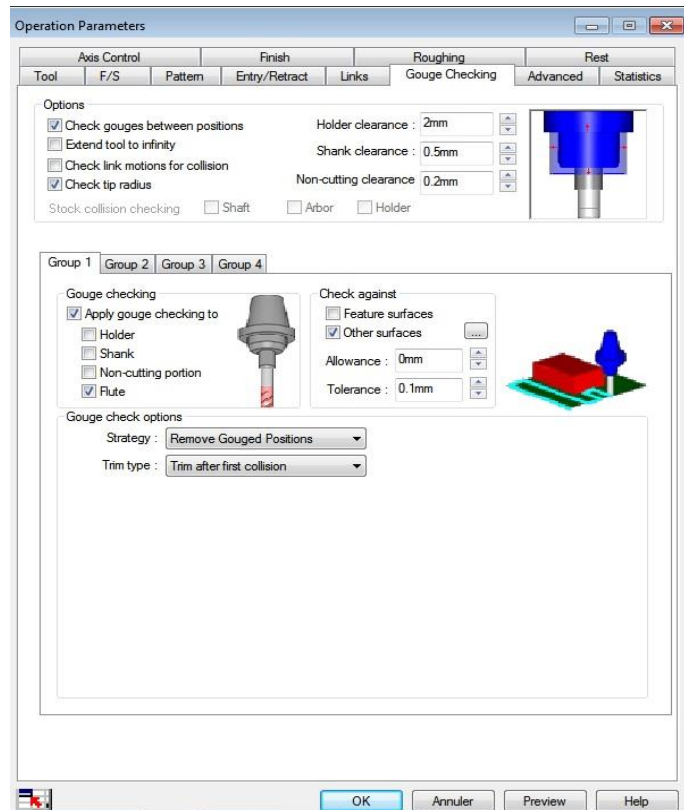 Operation Parameters
Axis Control Finish Roughing Rest
Tool F/S Pattern Entry/Retract Links Gouge Checking Advanced Statistics
Options
Check gouges between positions
Extend tool to infinity
Check link motions for collision
Check tip radius
Holder clearance : 2mm
Shank clearance : 0.5mm
Non-cutting clearance 0.2mm
Stock collision checking Shaft Arbor Holder
Group 1 Group 2 Group 3 Group 4
Gouge checking
Apply gouge checking to
Holder
Shank
Non-cutting portion
Flute
Check against
Feature surfaces
Other surfaces ...
Allowance : 0mm
Tolerance : 0.1mm
Gouge check options
Strategy : Remove Gouged Positions
Trim type : Trim after first collision
OK Annuler Preview Help